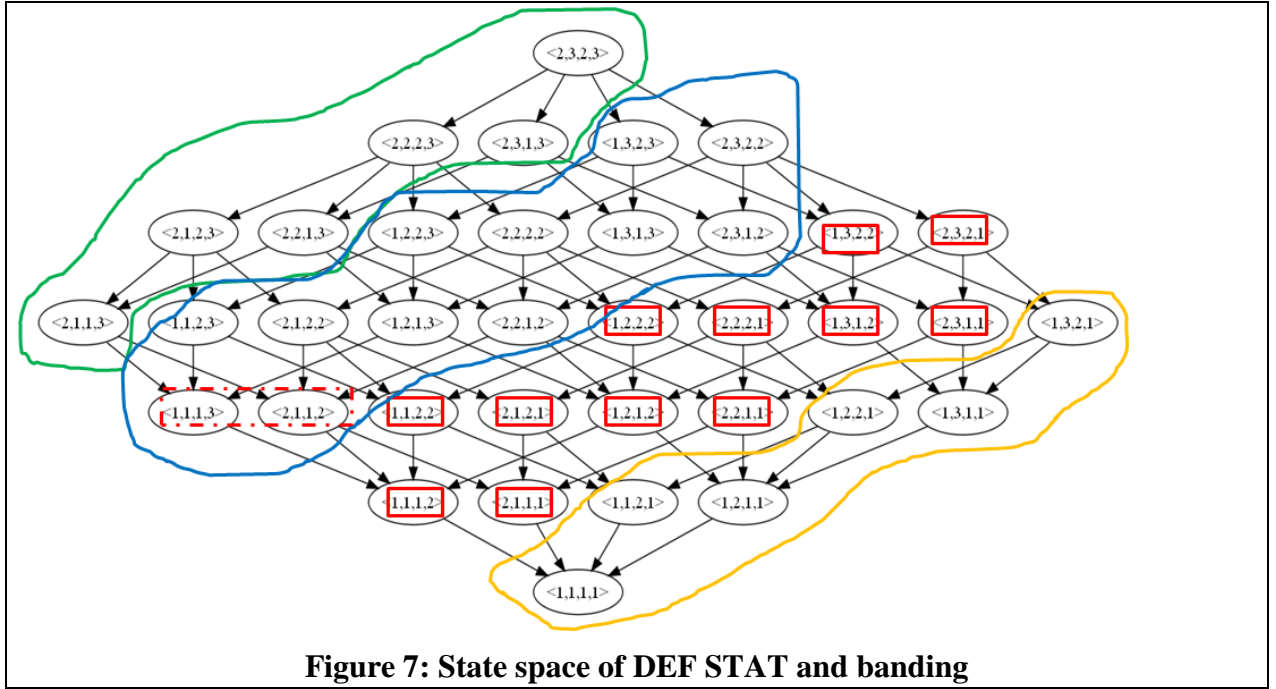 <2,3,2,3>
<2,2,2,3> <2,3,1,3> <1,3,2,3> <2,3,2,2>
<2,1,2,3> <2,2,1,3> <1,2,2,3> <2,2,2,2> <1,3,1,3> <2,3,1,2> <1,3,2,2> <2,3,2,1>
<2,1,1,3> <1,1,2,3> <2,1,2,2> <1,2,1,3> <2,2,1,2> <1,2,2,2> <2,2,2,1> <1,3,1,2> <2,3,1,1> <1,3,2,1>
<1,1,1,3> <2,1,1,2> <1,1,2,2> <2,1,2,1> <1,2,1,2> <2,2,1,1> <1,2,2,1> <1,3,1,1>
<1,1,1,2> <2,1,1,1> <1,1,2,1> <1,2,1,1>
<1,1,1,1>
Figure 7: State space of DEF STAT and banding